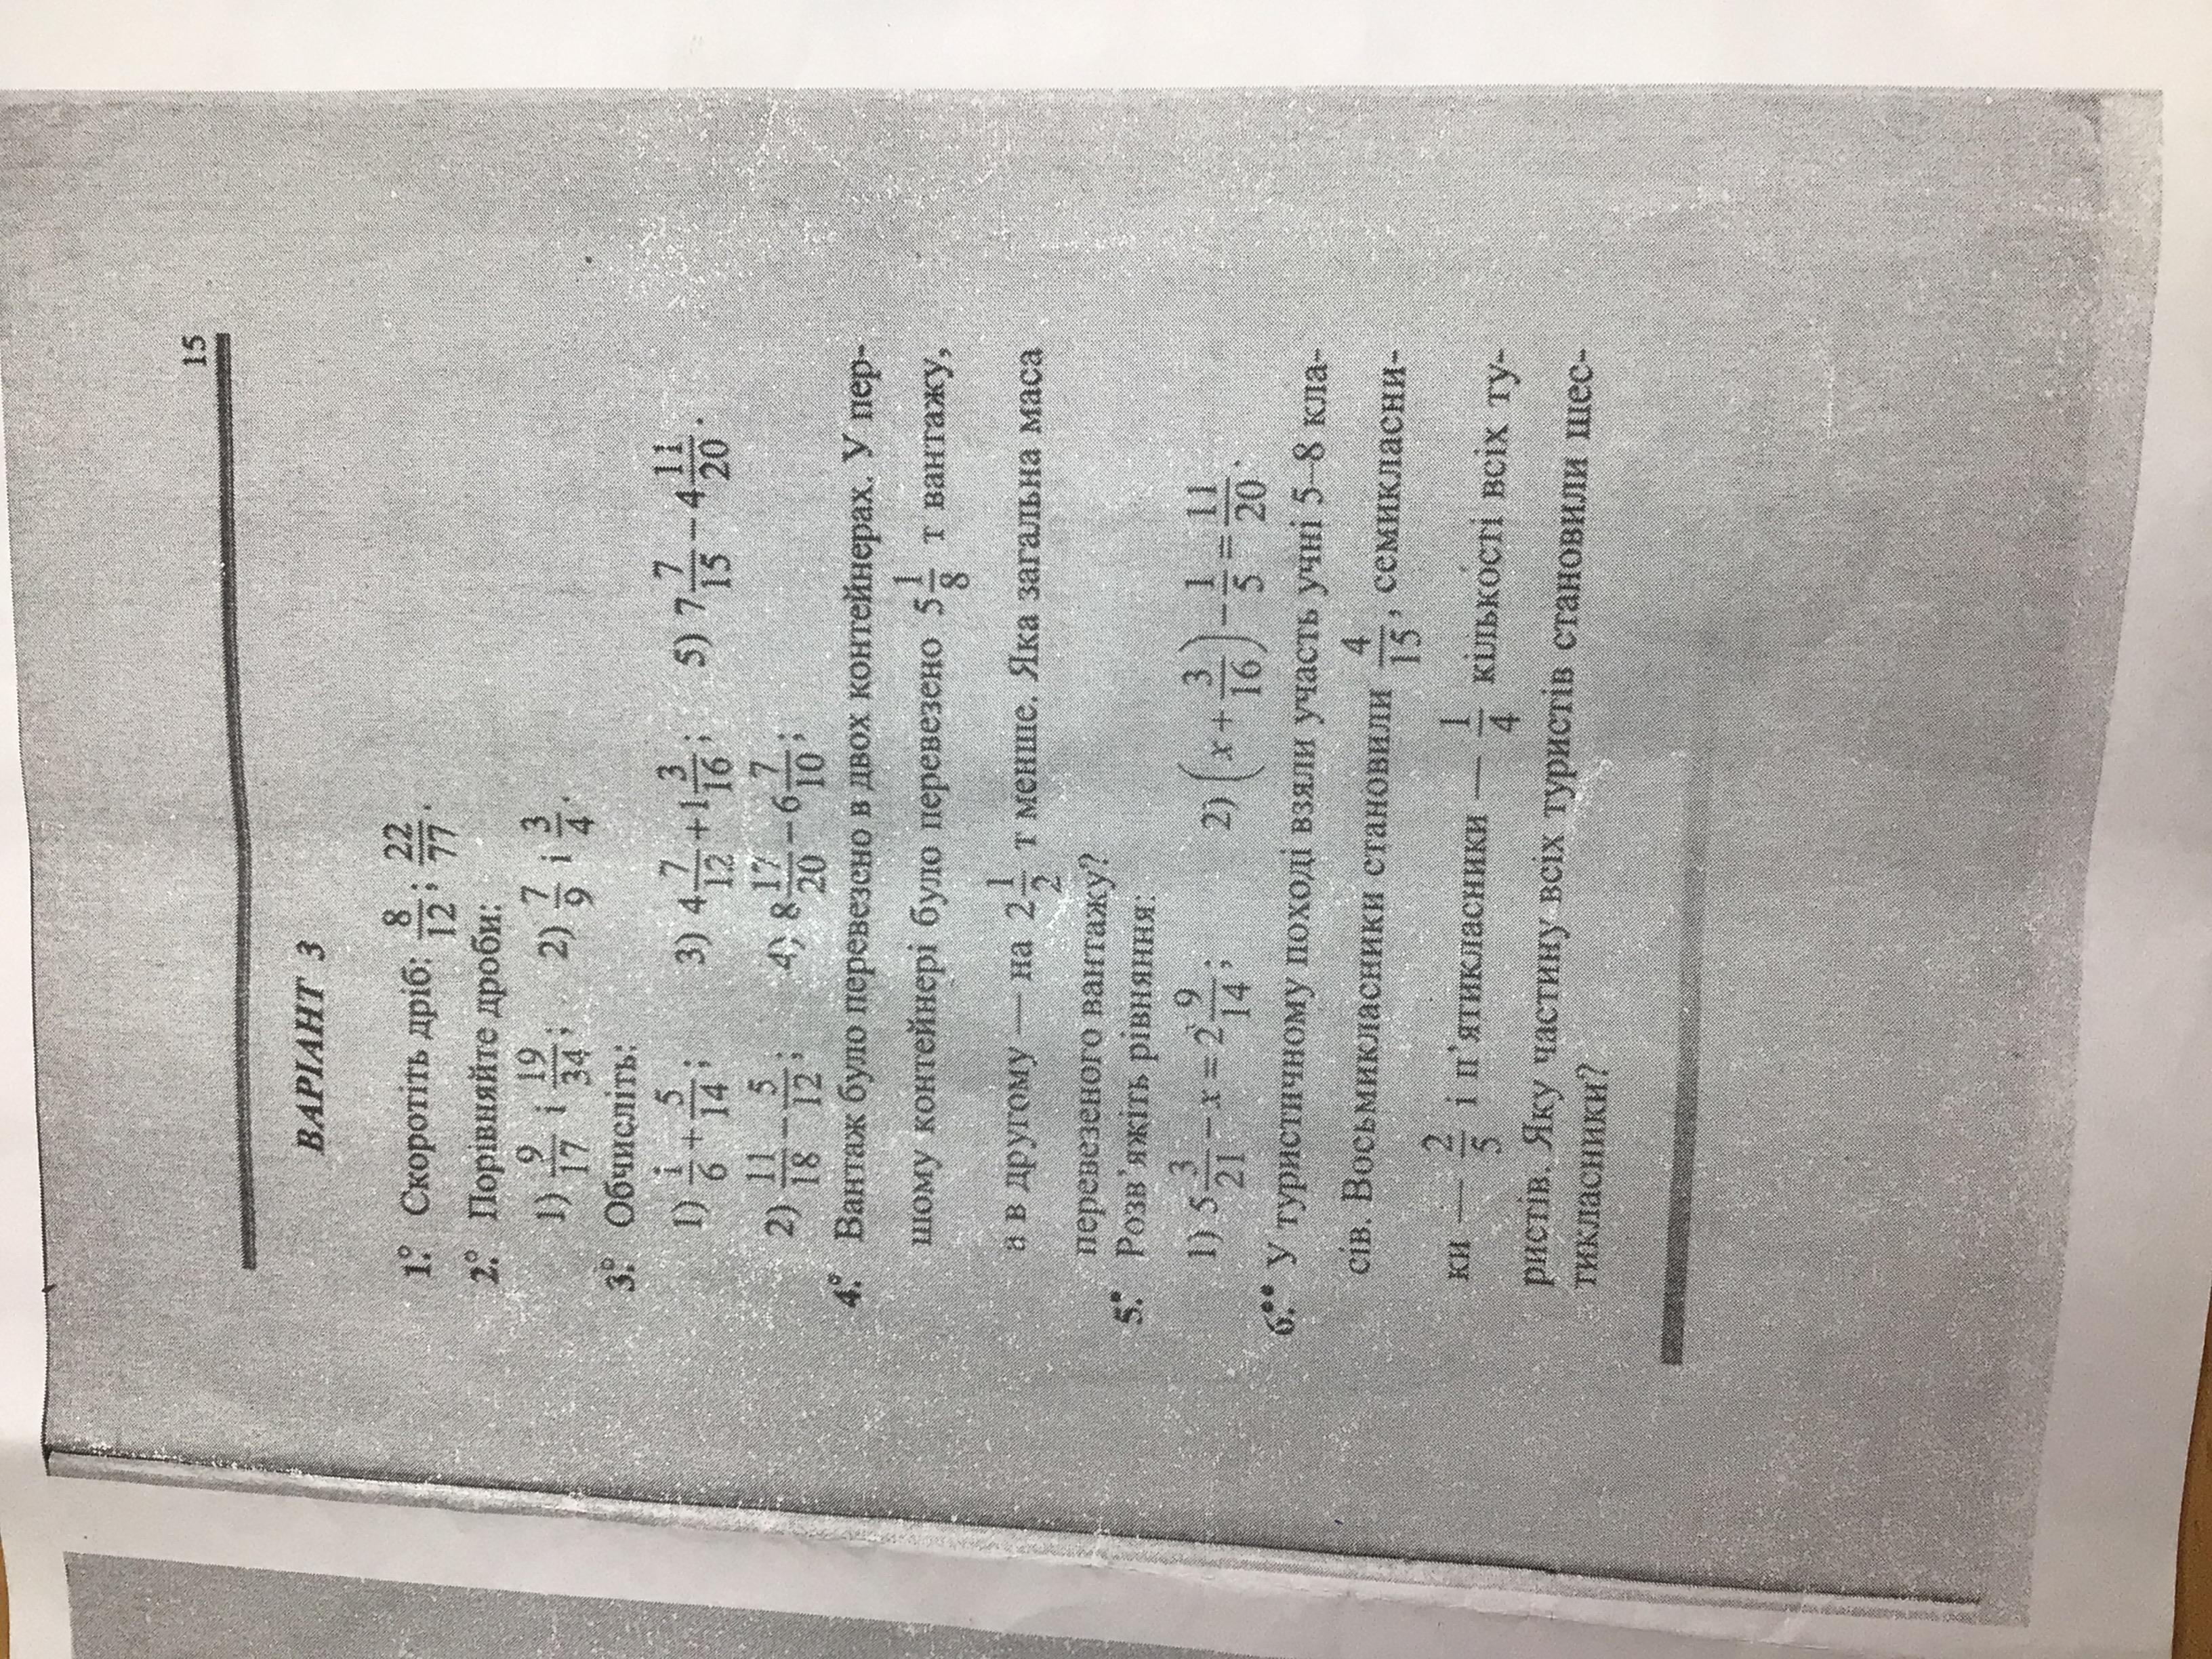 15
ВАРІАНТ 3
1.° Скоротіть дріб: 8/12; 22/77.
2.° Порівняйте дроби:
1) 9/17 і 19/34; 2) 7/9 і 3/4.
3.° Обчисліть:
1) 1/6 + 5/14; 3) 4 7/12 + 1 3/16; 5) 7 7/15 − 4 11/20.
2) 11/18 − 5/12; 4) 8 17/20 − 6 7/10;
4.° Вантаж було перевезено в двох контейнерах. У пер-
шому контейнері було перевезено 5 1/8 т вантажу,
а в другому — на 2 1/2 т менше. Яка загальна маса
перевезеного вантажу?
5.• Розв'яжіть рівняння:
1) 5 3/21 − x = 2 9/14; 2) (x + 3/16) − 1/5 = 11/20.
6.•• У туристичному поході взяли участь учні 5–8 кла-
сів. Восьмикласники становили 4/15, семикласни-
ки — 2/5 і п'ятикласники — 1/4 кількості всіх ту-
ристів. Яку частину всіх туристів становили шес-
тикласники?